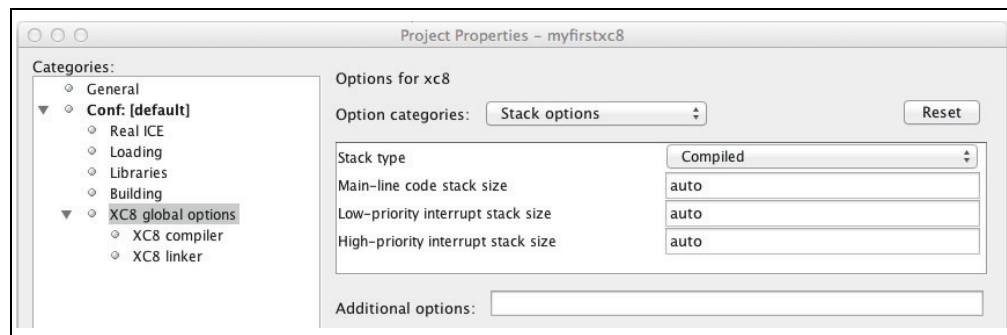 Project Properties – myfirstxc8
Categories:
General
Conf: [default]
Real ICE
Loading
Libraries
Building
XC8 global options
XC8 compiler
XC8 linker
Options for xc8
Option categories: Stack options Reset
Stack type Compiled
Main-line code stack size auto
Low-priority interrupt stack size auto
High-priority interrupt stack size auto
Additional options: